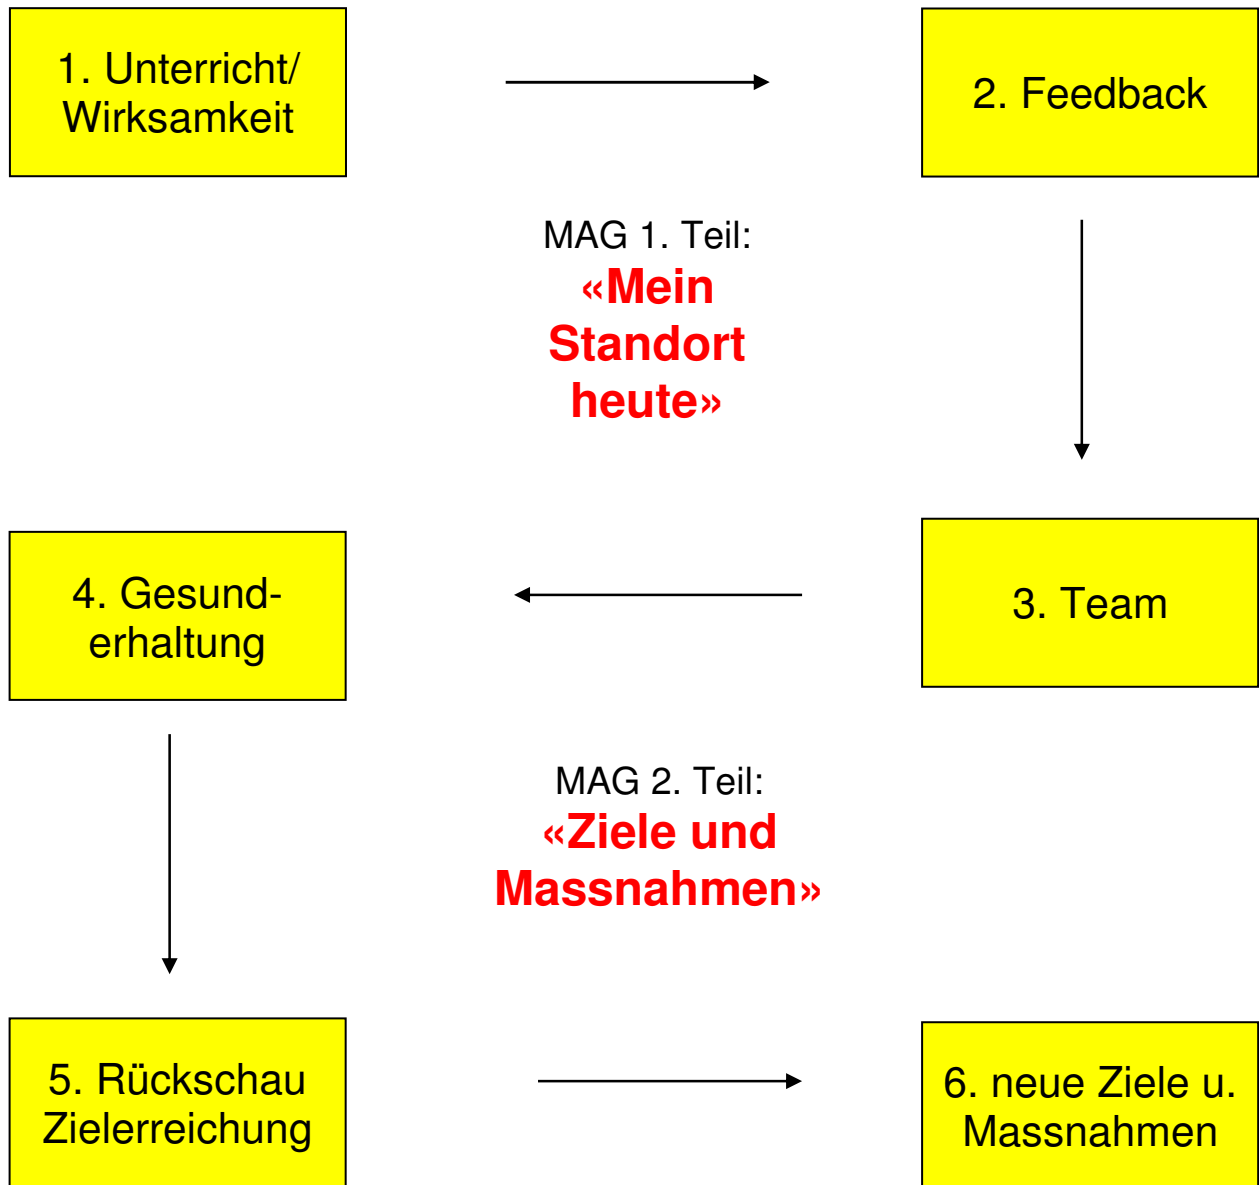 1. Unterricht/
Wirksamkeit
2. Feedback
MAG 1. Teil:
«Mein
Standort
heute»
3. Team
4. Gesund-
erhaltung
MAG 2. Teil:
«Ziele und
Massnahmen»
5. Rückschau
Zielerreichung
6. neue Ziele u.
Massnahmen